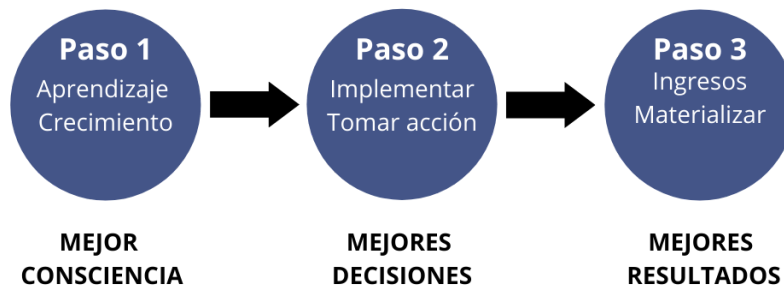 Paso 1
Aprendizaje
Crecimiento
Paso 2
Implementar
Tomar acción
Paso 3
Ingresos
Materializar
MEJOR
CONSCIENCIA
MEJORES
DECISIONES
MEJORES
RESULTADOS